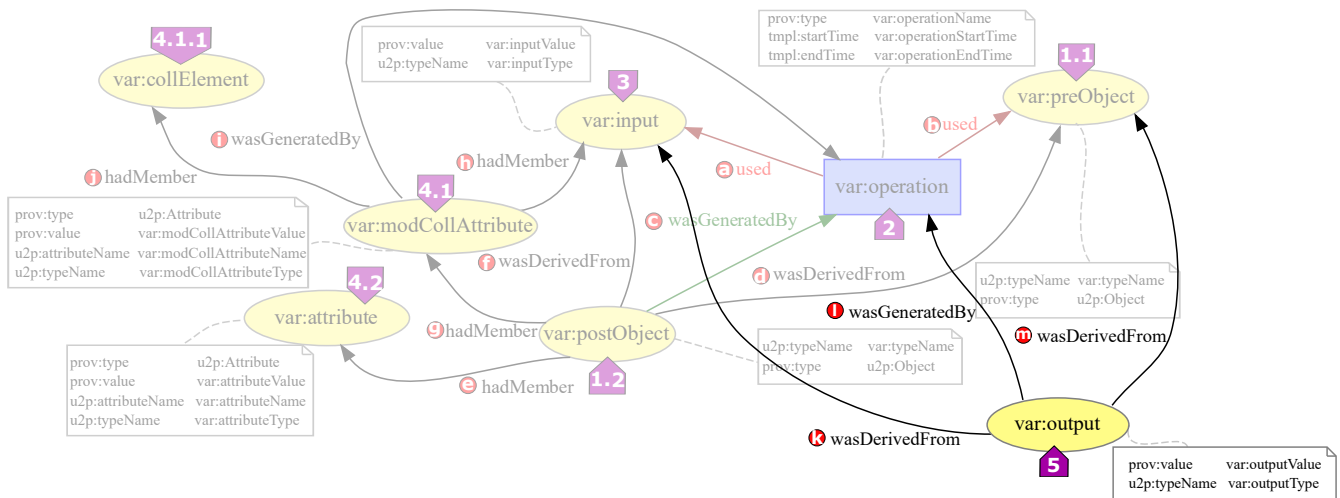 4.1.1
var:collElement
prov:value var:inputValue
u2p:typeName var:inputType
prov:type var:operationName
tmpl:startTime var:operationStartTime
tmpl:endTime var:operationEndTime
3
var:input
1.1
var:preObject
i wasGeneratedBy
h hadMember
a used
b used
j hadMember
4.1
var:modCollAttribute
var:operation
2
c wasGeneratedBy
prov:type u2p:Attribute
prov:value var:modCollAttributeValue
u2p:attributeName var:modCollAttributeName
u2p:typeName var:modCollAttributeType
f wasDerivedFrom
d wasDerivedFrom
u2p:typeName var:typeName
prov:type u2p:Object
4.2
var:attribute
g hadMember
var:postObject
1.2
l wasGeneratedBy
m wasDerivedFrom
u2p:typeName var:typeName
prov:type u2p:Object
prov:type u2p:Attribute
prov:value var:attributeValue
u2p:attributeName var:attributeName
u2p:typeName var:attributeType
e hadMember
k wasDerivedFrom
var:output
5
prov:value var:outputValue
u2p:typeName var:outputType